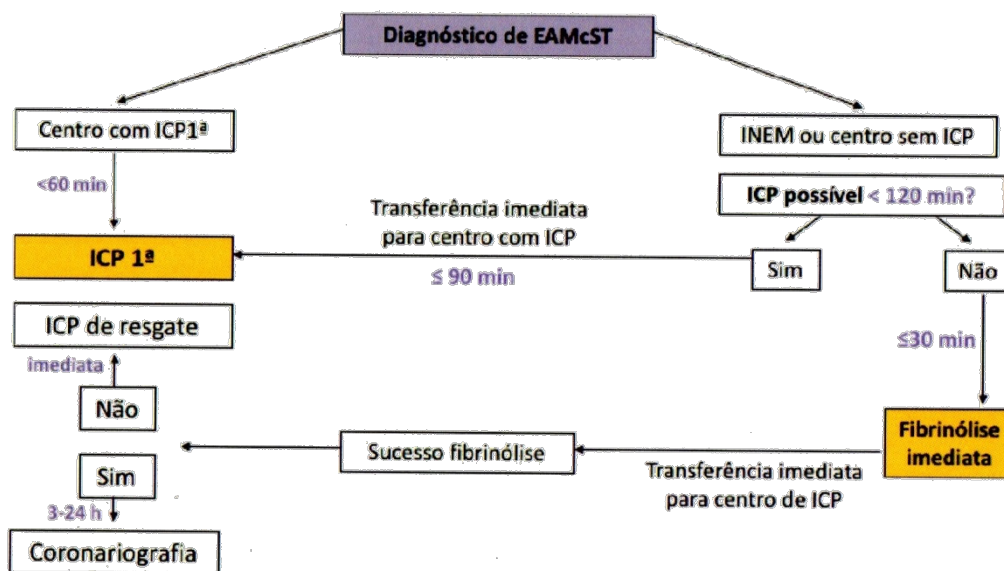 Diagnóstico de EAMcST
Centro com ICP1ª
INEM ou centro sem ICP
<60 min
ICP possível < 120 min?
Transferência imediata
para centro com ICP
ICP 1ª
≤ 90 min
Sim
Não
ICP de resgate
imediata
≤30 min
Não
Sucesso fibrinólise
Fibrinólise
imediata
Sim
Transferência imediata
para centro de ICP
3-24 h
Coronariografia